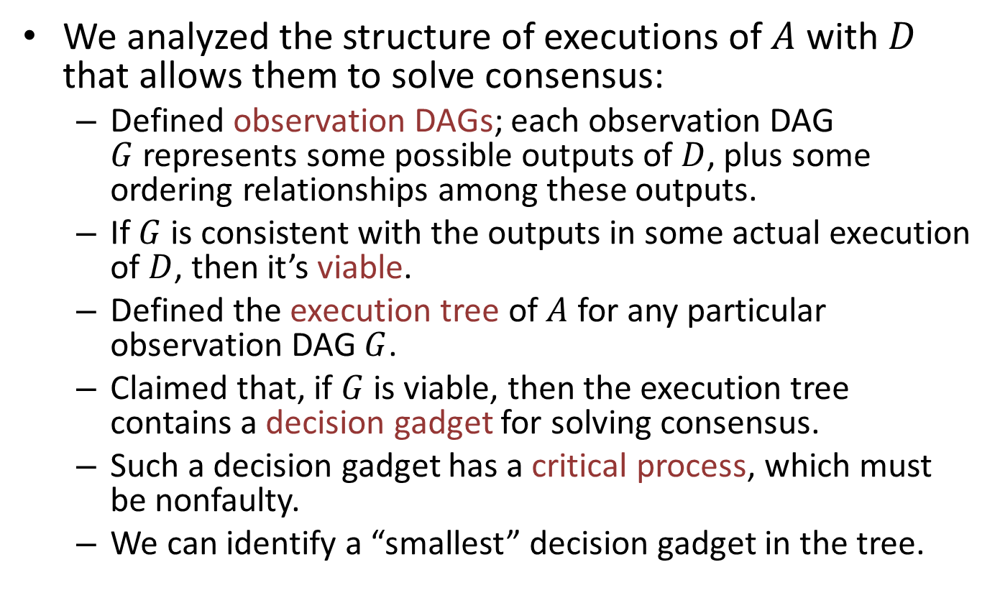 • We analyzed the structure of executions of A with D
that allows them to solve consensus:
– Defined observation DAGs; each observation DAG
G represents some possible outputs of D, plus some
ordering relationships among these outputs.
– If G is consistent with the outputs in some actual execution
of D, then it’s viable.
– Defined the execution tree of A for any particular
observation DAG G.
– Claimed that, if G is viable, then the execution tree
contains a decision gadget for solving consensus.
– Such a decision gadget has a critical process, which must
be nonfaulty.
– We can identify a “smallest” decision gadget in the tree.